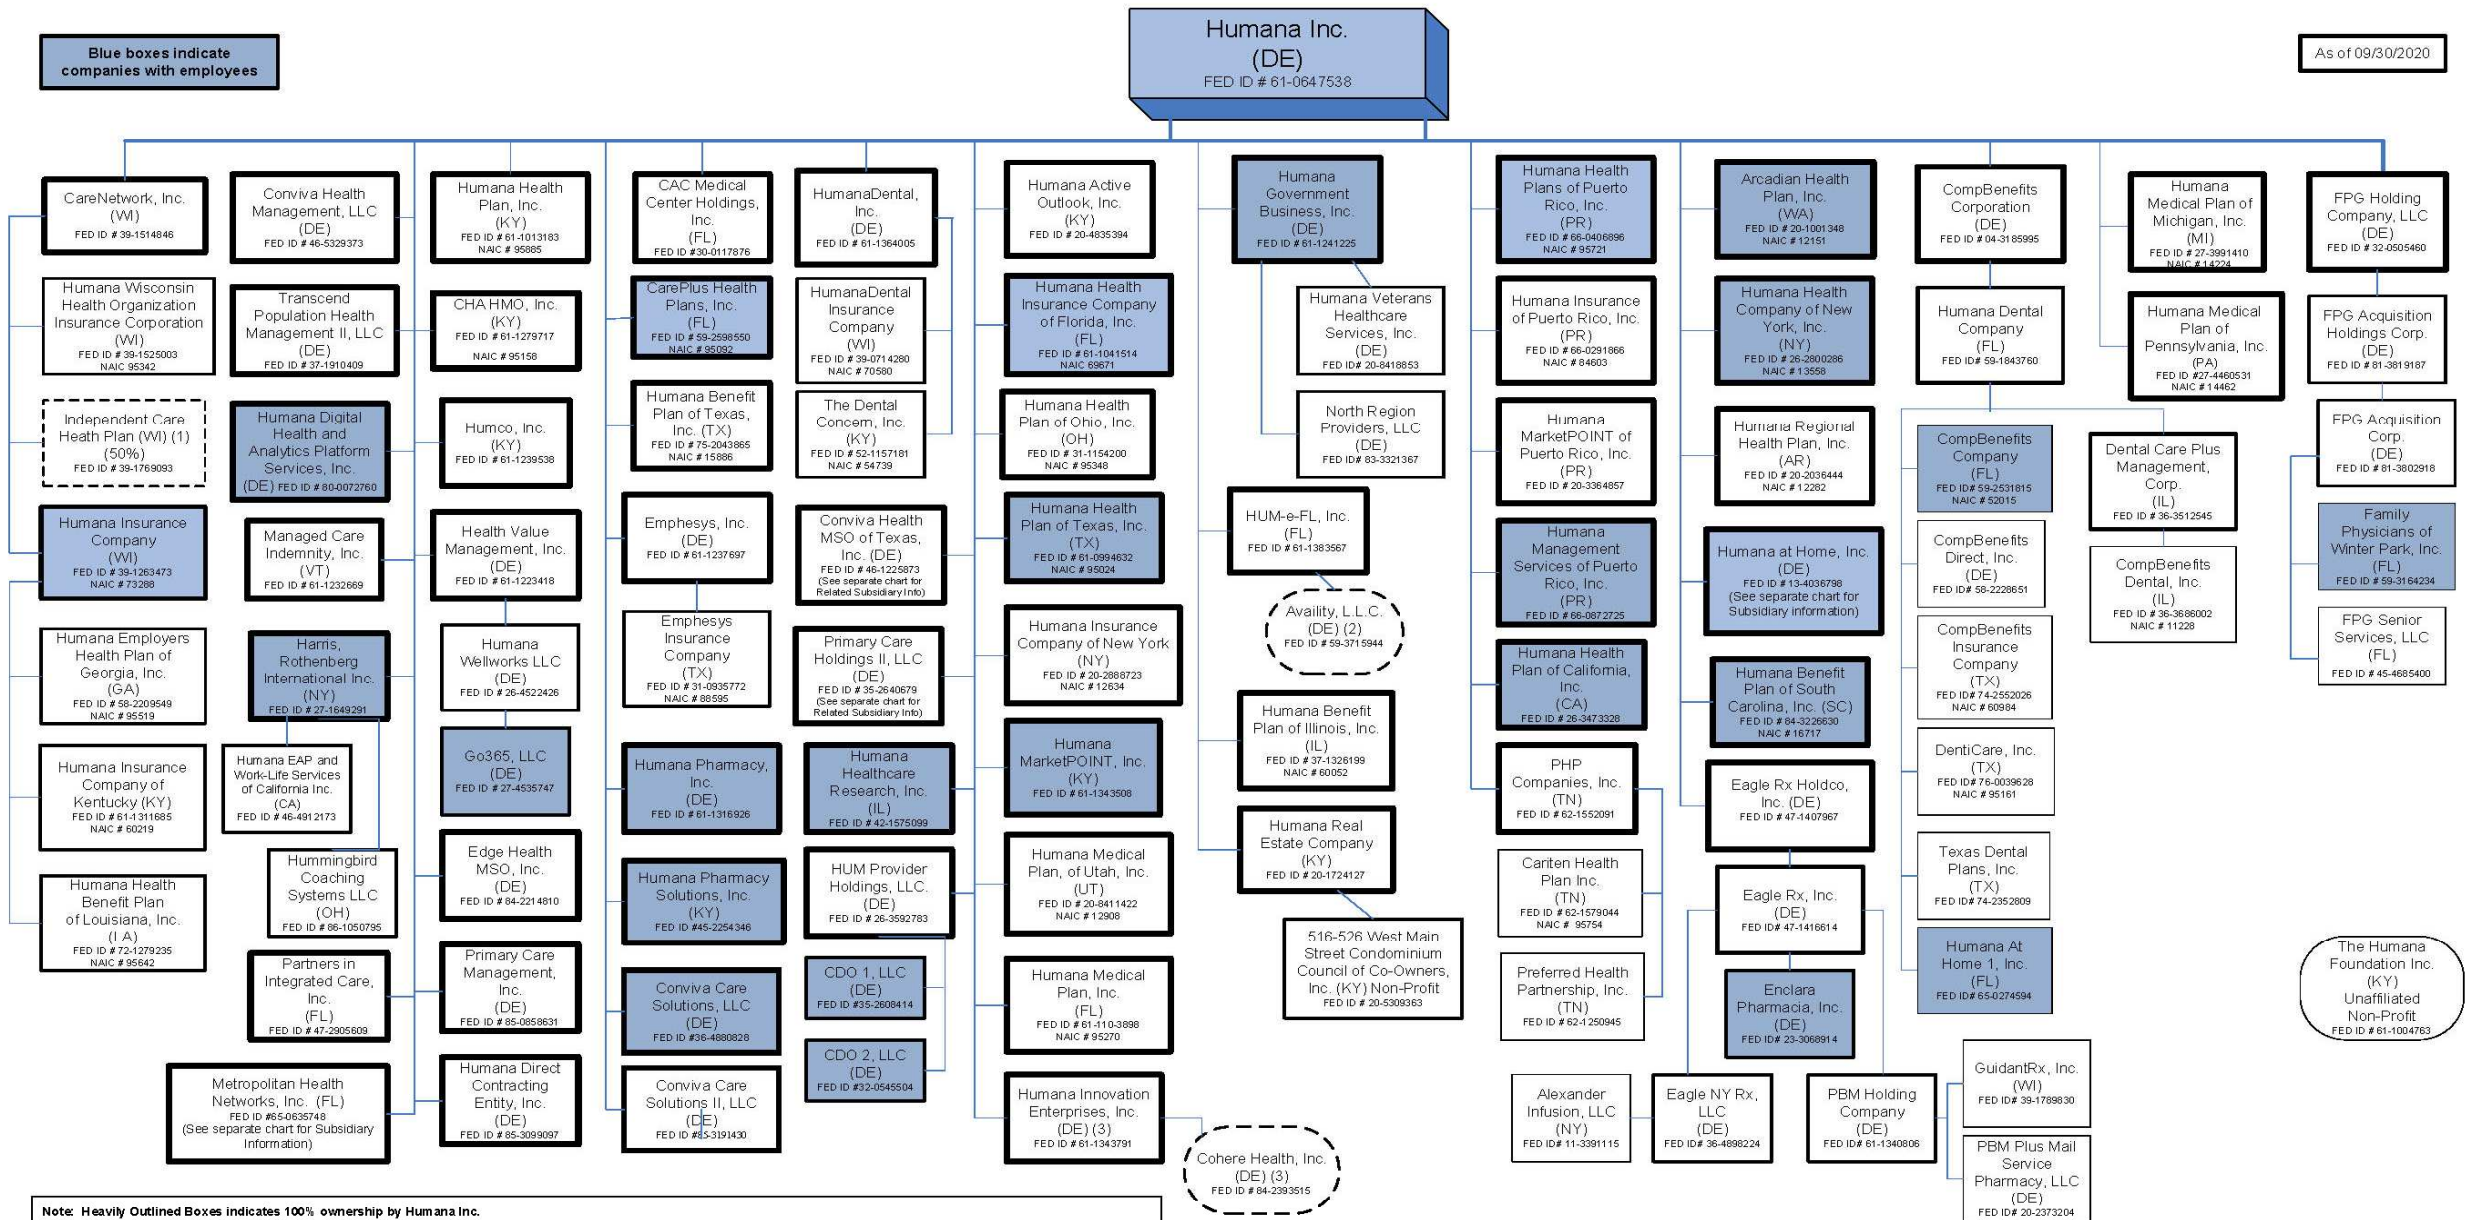 Blue boxes indicate
companies with employees
Humana Inc.
(DE)
FED ID # 61-0647538
As of 09/30/2020
CareNetwork, Inc.
(WI)
FED ID # 39-1514846
Humana Wisconsin
Health Organization
Insurance Corporation
(WI)
FED ID # 39-1525003
NAIC 95342
Independent Care
Heath Plan (WI) (1)
(50%)
FED ID # 39-1769093
Humana Insurance
Company
(WI)
FED ID # 39-1263473
NAIC # 73288
Humana Employers
Health Plan of
Georgia, Inc.
(GA)
FED ID # 58-2209549
NAIC # 95519
Humana Insurance
Company of
Kentucky (KY)
FED ID # 61-1311685
NAIC # 60219
Humana Health
Benefit Plan
of Louisiana, Inc.
(LA)
FED ID # 72-1279235
NAIC # 95642
Conviva Health
Management, LLC
(DE)
FED ID # 46-5329373
Transcend
Population Health
Management II, LLC
(DE)
FED ID # 37-1910409
Humana Digital
Health and
Analytics Platform
Services, Inc.
(DE) FED ID # 80-0072760
Managed Care
Indemnity, Inc.
(VT)
FED ID # 61-1232669
Harris,
Rothenberg
International Inc.
(NY)
FED ID # 27-1649291
Humana EAP and
Work-Life Services
of California Inc.
(CA)
FED ID # 46-4912173
Hummingbird
Coaching
Systems LLC
(OH)
FED ID # 86-1050795
Partners in
Integrated Care,
Inc.
(FL)
FED ID # 47-2905609
Metropolitan Health
Networks, Inc. (FL)
FED ID #65-0635748
(See separate chart for Subsidiary
Information)
Humana Health
Plan, Inc.
(KY)
FED ID # 61-1013183
NAIC # 95885
CHA HMO, Inc.
(KY)
FED ID # 61-1279717
NAIC # 95158
Humco, Inc.
(KY)
FED ID # 61-1239538
Health Value
Management, Inc.
(DE)
FED ID # 61-1223418
Humana
Wellworks LLC
(DE)
FED ID # 26-4522426
Go365, LLC
(DE)
FED ID # 27-4535747
Edge Health
MSO, Inc.
(DE)
FED ID # 84-2214810
Primary Care
Management,
Inc.
(DE)
FED ID # 85-0858631
Humana Direct
Contracting
Entity, Inc.
(DE)
FED ID # 85-3099097
CAC Medical
Center Holdings,
Inc.
(FL)
FED ID #30-0117876
CarePlus Health
Plans, Inc.
(FL)
FED ID # 59-2598550
NAIC # 95092
Humana Benefit
Plan of Texas,
Inc. (TX)
FED ID # 75-2043865
NAIC # 15886
Emphesys, Inc.
(DE)
FED ID # 61-1237697
Emphesys
Insurance
Company
(TX)
FED ID # 31-0935772
NAIC # 88595
Humana Pharmacy,
Inc.
(DE)
FED ID # 61-1316926
Humana Pharmacy
Solutions, Inc.
(KY)
FED ID #45-2254346
Conviva Care
Solutions, LLC
(DE)
FED ID #36-4880828
Conviva Care
Solutions II, LLC
(DE)
FED ID #85-3191430
HumanaDental,
Inc.
(DE)
FED ID # 61-1364005
HumanaDental
Insurance
Company
(WI)
FED ID # 39-0714280
NAIC # 70580
The Dental
Concern, Inc.
(KY)
FED ID # 52-1157181
NAIC # 54739
Conviva Health
MSO of Texas,
Inc. (DE)
FED ID # 46-1225873
(See separate chart for
Related Subsidiary Info)
Primary Care
Holdings II, LLC
(DE)
FED ID # 35-2640679
(See separate chart for
Related Subsidiary Info)
Humana
Healthcare
Research, Inc.
(IL)
FED ID # 42-1575099
HUM Provider
Holdings, LLC.
(DE)
FED ID # 26-3592783
CDO 1, LLC
(DE)
FED ID #35-2608414
CDO 2, LLC
(DE)
FED ID #32-0545504
Humana Active
Outlook, Inc.
(KY)
FED ID # 20-4835394
Humana Health
Insurance Company
of Florida, Inc.
(FL)
FED ID # 61-1041514
NAIC 69671
Humana Health
Plan of Ohio, Inc.
(OH)
FED ID # 31-1154200
NAIC # 95348
Humana Health
Plan of Texas, Inc.
(TX)
FED ID # 61-0994632
NAIC # 95024
Humana Insurance
Company of New York
(NY)
FED ID # 20-2888723
NAIC # 12634
Humana
MarketPOINT, Inc.
(KY)
FED ID # 61-1343508
Humana Medical
Plan, of Utah, Inc.
(UT)
FED ID # 20-8411422
NAIC # 12908
Humana Medical
Plan, Inc.
(FL)
FED ID # 61-110-3898
NAIC # 95270
Humana Innovation
Enterprises, Inc.
(DE) (3)
FED ID # 61-1343791
Cohere Health, Inc.
(DE) (3)
FED ID # 84-2393515
Humana
Government
Business, Inc.
(DE)
FED ID # 61-1241225
Humana Veterans
Healthcare
Services, Inc.
(DE)
FED ID# 20-8418853
North Region
Providers, LLC
(DE)
FED ID# 83-3321367
HUM-e-FL, Inc.
(FL)
FED ID # 61-1383567
Availity, L.L.C.
(DE) (2)
FED ID # 59-3715944
Humana Benefit
Plan of Illinois, Inc.
(IL)
FED ID # 37-1326199
NAIC # 60052
Humana Real
Estate Company
(KY)
FED ID # 20-1724127
516-526 West Main
Street Condominium
Council of Co-Owners,
Inc. (KY) Non-Profit
FED ID # 20-5309363
Humana Health
Plans of Puerto
Rico, Inc.
(PR)
FED ID # 66-0406896
NAIC # 95721
Humana Insurance
of Puerto Rico, Inc.
(PR)
FED ID # 66-0291866
NAIC # 84603
Humana
MarketPOINT of
Puerto Rico, Inc.
(PR)
FED ID # 20-3364857
Humana
Management
Services of Puerto
Rico, Inc.
(PR)
FED ID # 66-0872725
Humana Health
Plan of California,
Inc.
(CA)
FED ID # 26-3473328
PHP
Companies, Inc.
(TN)
FED ID # 62-1552091
Cariten Health
Plan Inc.
(TN)
FED ID # 62-1579044
NAIC # 95754
Preferred Health
Partnership, Inc.
(TN)
FED ID # 62-1250945
Arcadian Health
Plan, Inc.
(WA)
FED ID # 20-1001348
NAIC # 12151
Humana Health
Company of New
York, Inc.
(NY)
FED ID # 26-2800286
NAIC # 13558
Humana Regional
Health Plan, Inc.
(AR)
FED ID # 20-2036444
NAIC # 12282
Humana at Home, Inc.
(DE)
FED ID # 13-4036798
(See separate chart for
Subsidiary information)
Humana Benefit
Plan of South
Carolina, Inc. (SC)
FED ID # 84-3226630
NAIC # 16717
Eagle Rx Holdco,
Inc. (DE)
FED ID # 47-1407967
Eagle Rx, Inc.
(DE)
FED ID # 47-1416614
Enclara
Pharmacia, Inc.
(DE)
FED ID# 23-3068914
Alexander
Infusion, LLC
(NY)
FED ID# 11-3391115
Eagle NY Rx,
LLC
(DE)
FED ID# 36-4898224
PBM Holding
Company
(DE)
FED ID # 61-1340806
GuidantRx, Inc.
(WI)
FED ID# 39-1789830
PBM Plus Mail
Service
Pharmacy, LLC
(DE)
FED ID# 20-2373204
CompBenefits
Corporation
(DE)
FED ID # 04-3185995
Humana Dental
Company
(FL)
FED ID # 59-1843760
CompBenefits
Company
(FL)
FED ID# 59-2531815
NAIC # 52015
CompBenefits
Direct, Inc.
(DE)
FED ID # 58-2228651
CompBenefits
Insurance
Company
(TX)
FED ID# 74-2552026
NAIC # 60984
DentiCare, Inc.
(TX)
FED ID# 76-0039628
NAIC # 95161
Texas Dental
Plans, Inc.
(TX)
FED ID# 74-2352809
Humana At
Home 1, Inc.
(FL)
FED ID# 65-0274594
Dental Care Plus
Management,
Corp.
(IL)
FED ID # 36-3512545
CompBenefits
Dental, Inc.
(IL)
FED ID # 36-3686002
NAIC # 11228
Humana
Medical Plan of
Michigan, Inc.
(MI)
FED ID # 27-3991410
NAIC # 14224
Humana Medical
Plan of
Pennsylvania, Inc.
(PA)
FED ID #27-4460531
NAIC # 14462
FPG Holding
Company, LLC
(DE)
FED ID # 32-0505460
FPG Acquisition
Holdings Corp.
(DE)
FED ID # 81-3819187
FPG Acquisition
Corp.
(DE)
FED ID # 81-3802918
Family
Physicians of
Winter Park, Inc.
(FL)
FED ID # 59-3164234
FPG Senior
Services, LLC
(FL)
FED ID # 45-4685400
The Humana
Foundation Inc.
(KY)
Unaffiliated
Non-Profit
FED ID # 61-1004763
Note: Heavily Outlined Boxes indicates 100% ownership by Humana Inc.